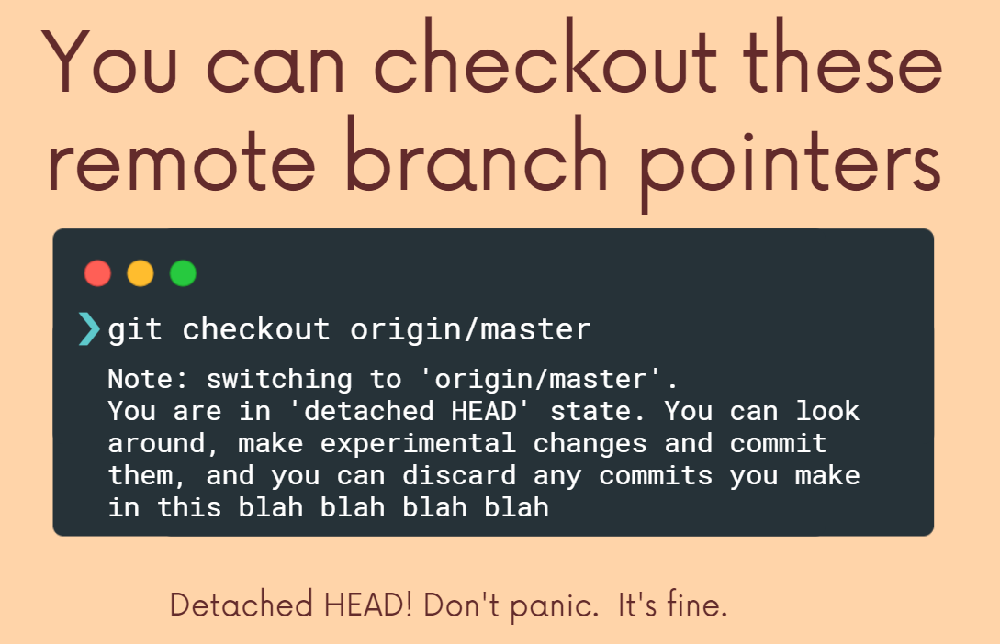 You can checkout these
remote branch pointers
❯git checkout origin/master
Note: switching to 'origin/master'.
You are in 'detached HEAD' state. You can look
around, make experimental changes and commit
them, and you can discard any commits you make
in this blah blah blah blah
Detached HEAD! Don't panic. It's fine.